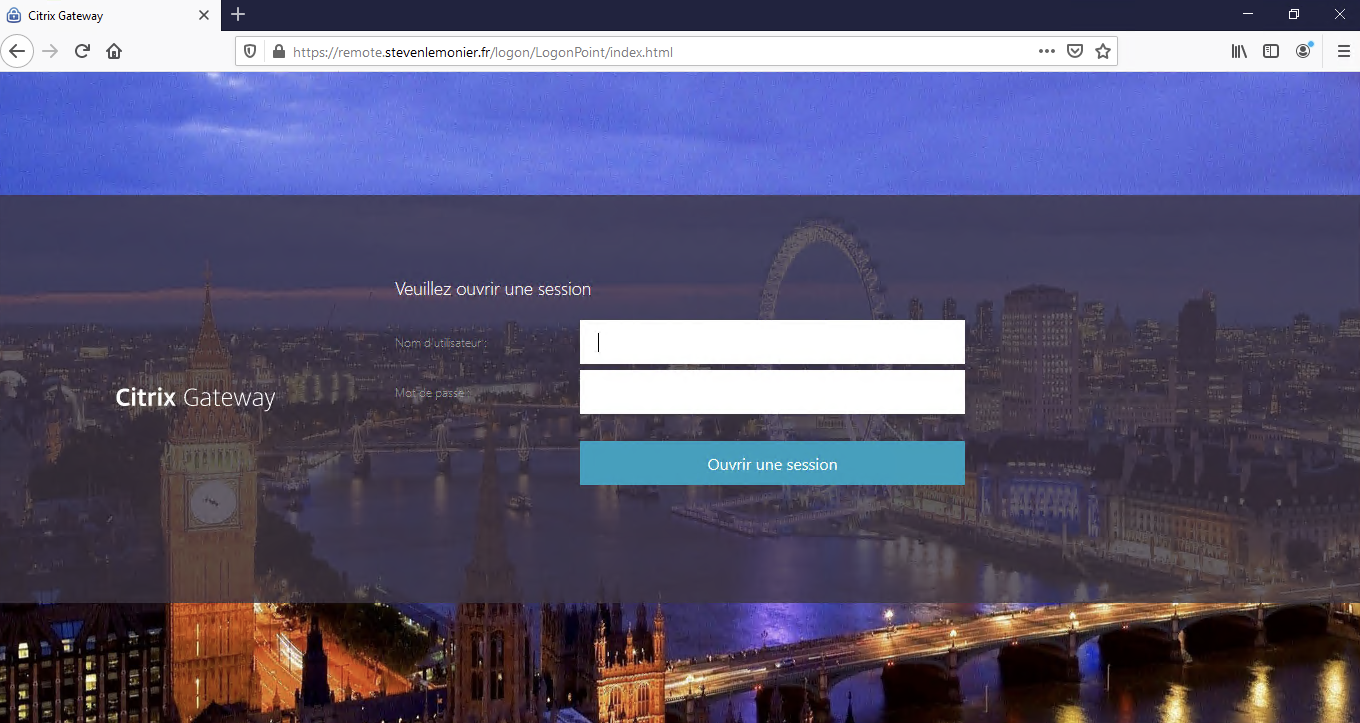 Citrix Gateway
https://remote.stevenlemonier.fr/logon/LogonPoint/index.html
Veuillez ouvrir une session
Nom d'utilisateur :
Mot de passe :
Citrix Gateway
Ouvrir une session